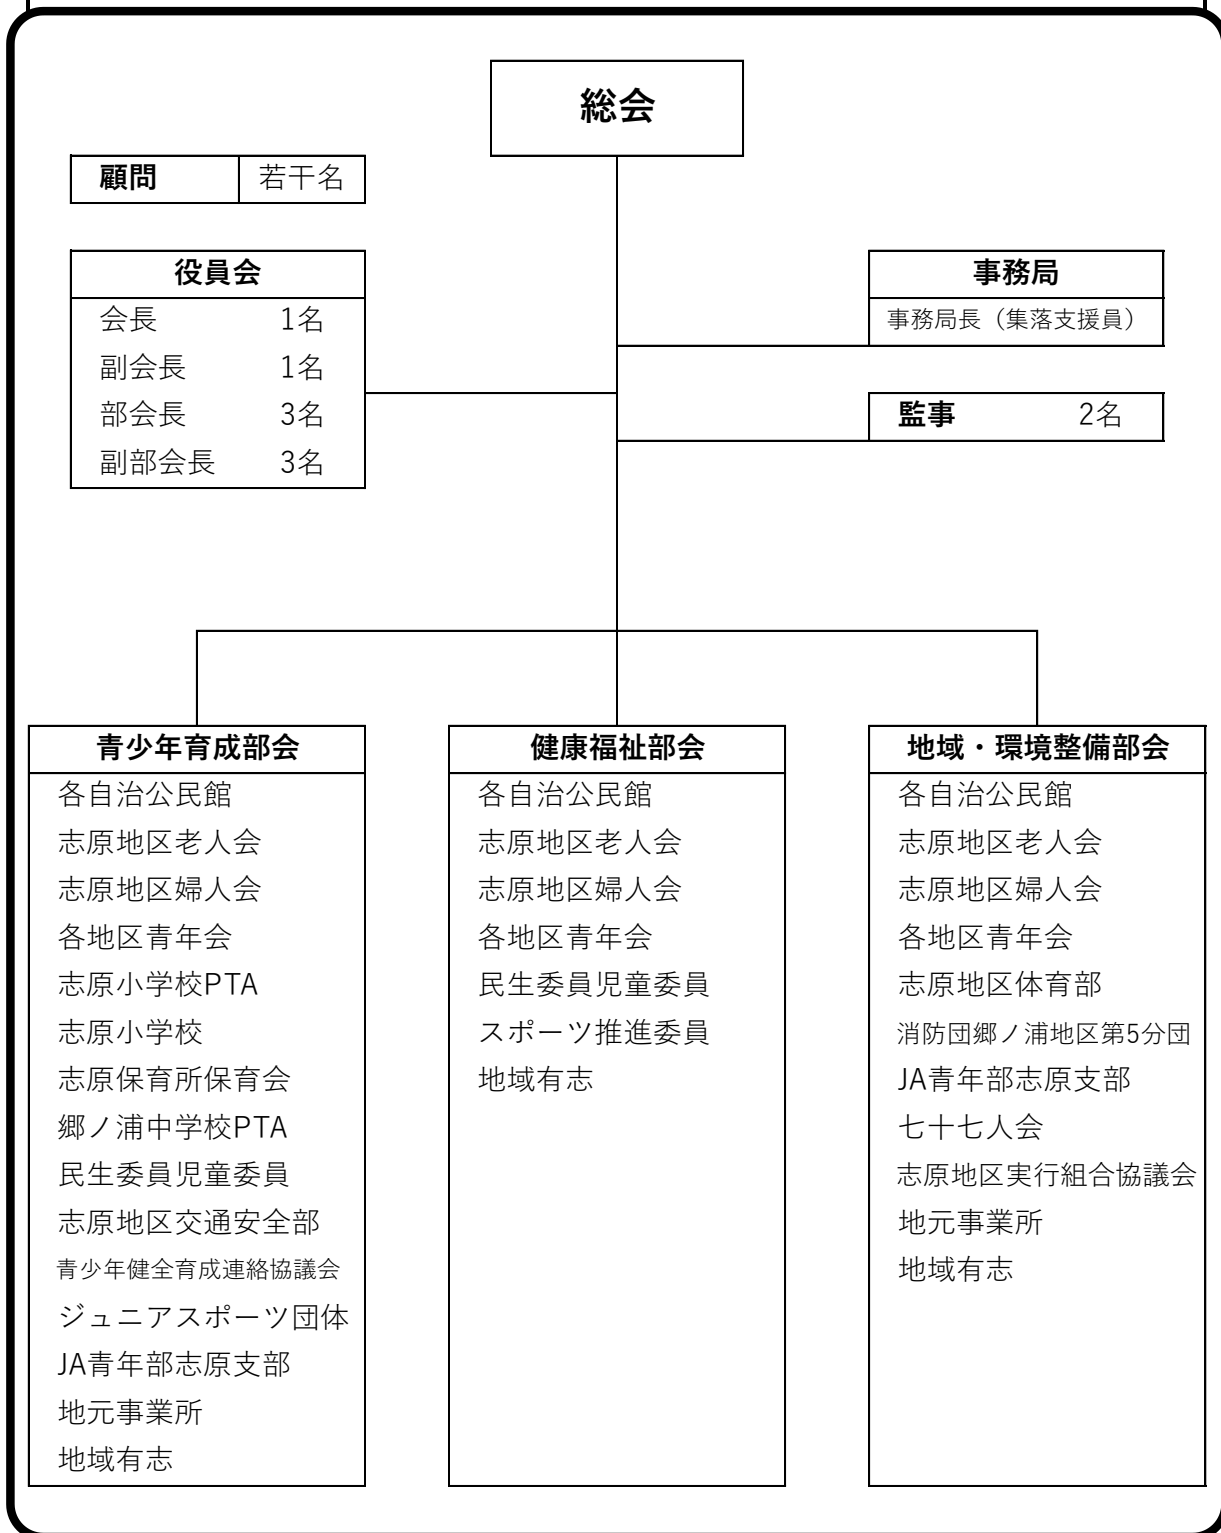 総会
顧問 若干名
役員会
会長 1名
副会長 1名
部会長 3名
副部会長 3名
事務局
事務局長（集落支援員）
監事 2名
青少年育成部会
各自治公民館
志原地区老人会
志原地区婦人会
各地区青年会
志原小学校PTA
志原小学校
志原保育所保育会
郷ノ浦中学校PTA
民生委員児童委員
志原地区交通安全部
青少年健全育成連絡協議会
ジュニアスポーツ団体
JA青年部志原支部
地元事業所
地域有志
健康福祉部会
各自治公民館
志原地区老人会
志原地区婦人会
各地区青年会
民生委員児童委員
スポーツ推進委員
地域有志
地域・環境整備部会
各自治公民館
志原地区老人会
志原地区婦人会
各地区青年会
志原地区体育部
消防団郷ノ浦地区第5分団
JA青年部志原支部
七十七人会
志原地区実行組合協議会
地元事業所
地域有志